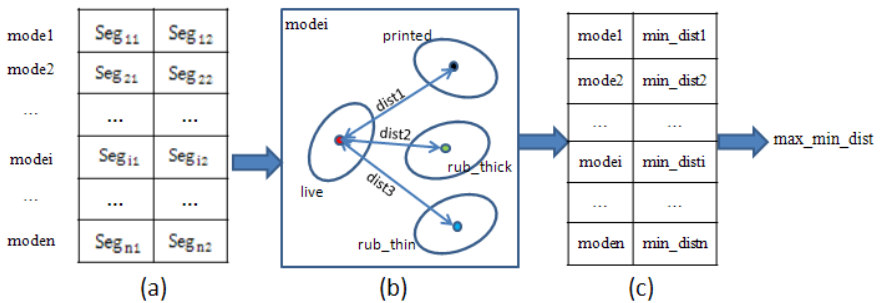 mode1 Seg11 Seg12
mode2 Seg21 Seg22
... ... ...
modei Segi1 Segi2
... ... ...
moden Segn1 Segn2
(a)
modei
printed
dist1
dist2
rub_thick
live
dist3
rub_thin
(b)
mode1 min_dist1
mode2 min_dist2
... ...
modei min_disti
... ...
moden min_distn
(c)
max_min_dist